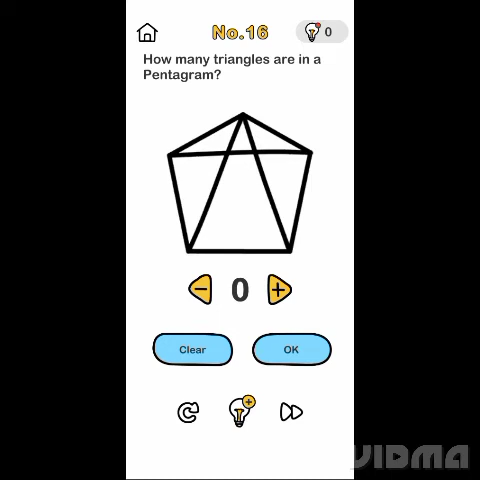 No.16
0
How many triangles are in a
Pentagram?
0
Clear
OK
VIDMA